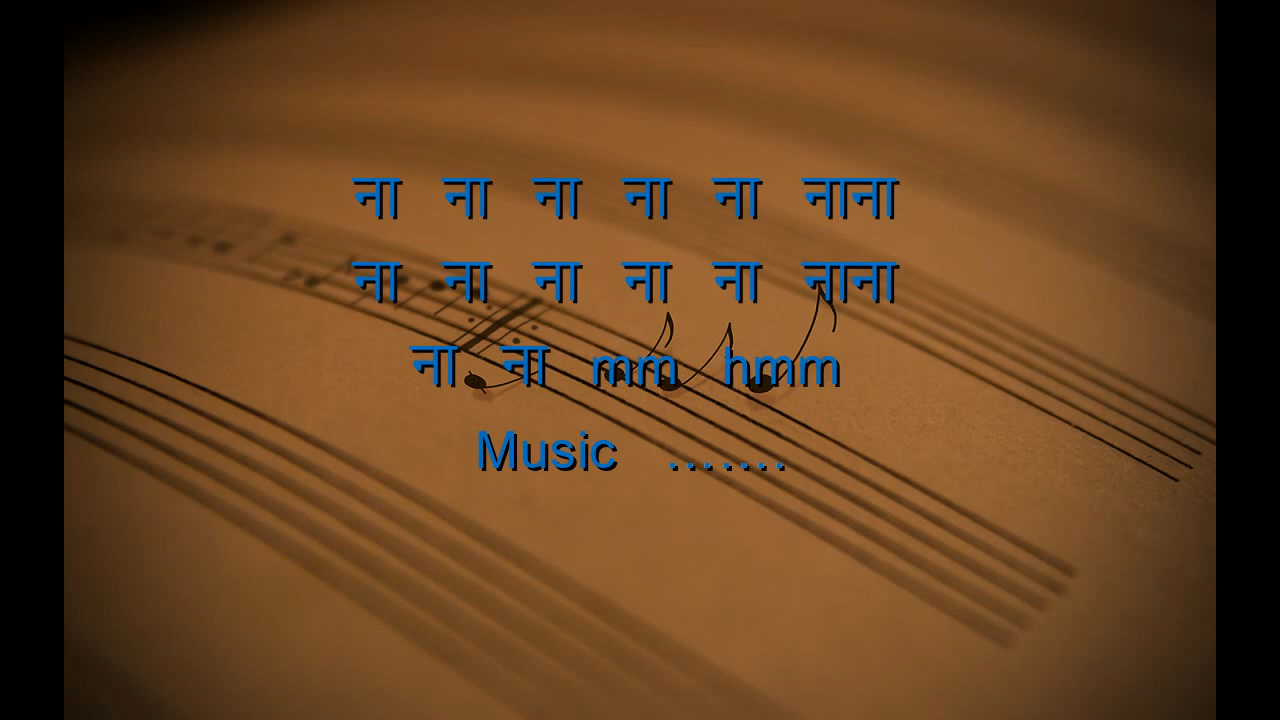 ना ना ना ना ना नाना
ना ना ना ना ना नाना
ना ना mm hmm
Music .......